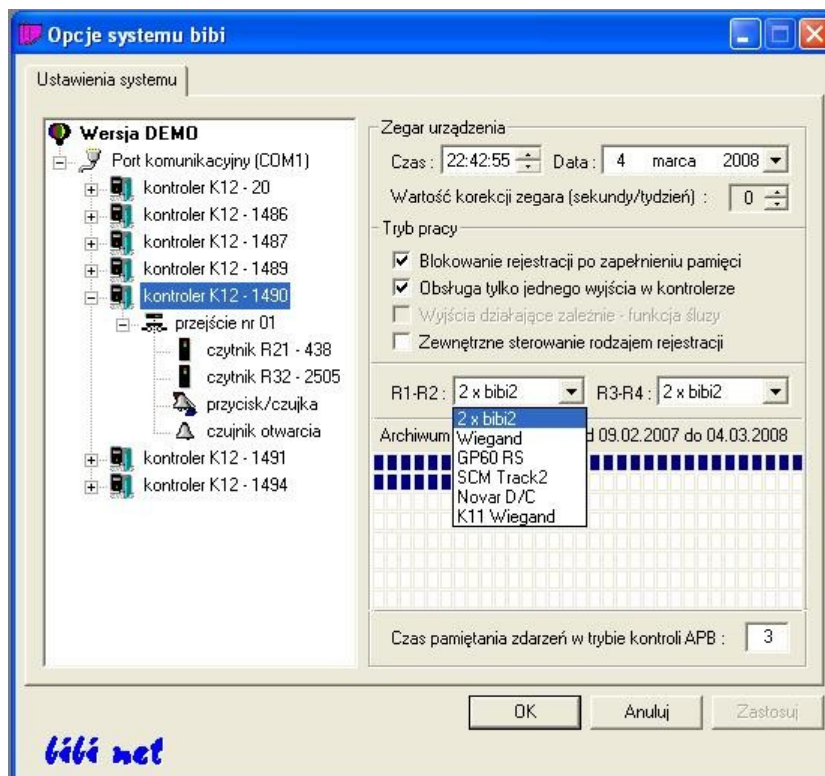 Opcje systemu bibi
Ustawienia systemu
Wersja DEMO
Port komunikacyjny (COM1)
kontroler K12 - 20
kontroler K12 - 1486
kontroler K12 - 1487
kontroler K12 - 1489
kontroler K12 - 1490
przejście nr 01
czytnik R21 - 438
czytnik R32 - 2505
przycisk/czujka
czujnik otwarcia
kontroler K12 - 1491
kontroler K12 - 1494
Zegar urządzenia
Czas : 22:42:55 Data : 4 marca 2008
Wartość korekcji zegara (sekundy/tydzień) : 0
Tryb pracy
Blokowanie rejestracji po zapełnieniu pamięci
Obsługa tylko jednego wyjścia w kontrolerze
Wyjścia działające zależnie - funkcja śluzy
Zewnętrzne sterowanie rodzajem rejestracji
R1-R2 : 2 x bibi2 R3-R4 : 2 x bibi2
2 x bibi2
Wiegand
GP60 RS
SCM Track2
Novar D/C
K11 Wiegand
Archiwum d 09.02.2007 do 04.03.2008
Czas pamiętania zdarzeń w trybie kontroli APB : 3
OK Anuluj Zastosuj
bibi net